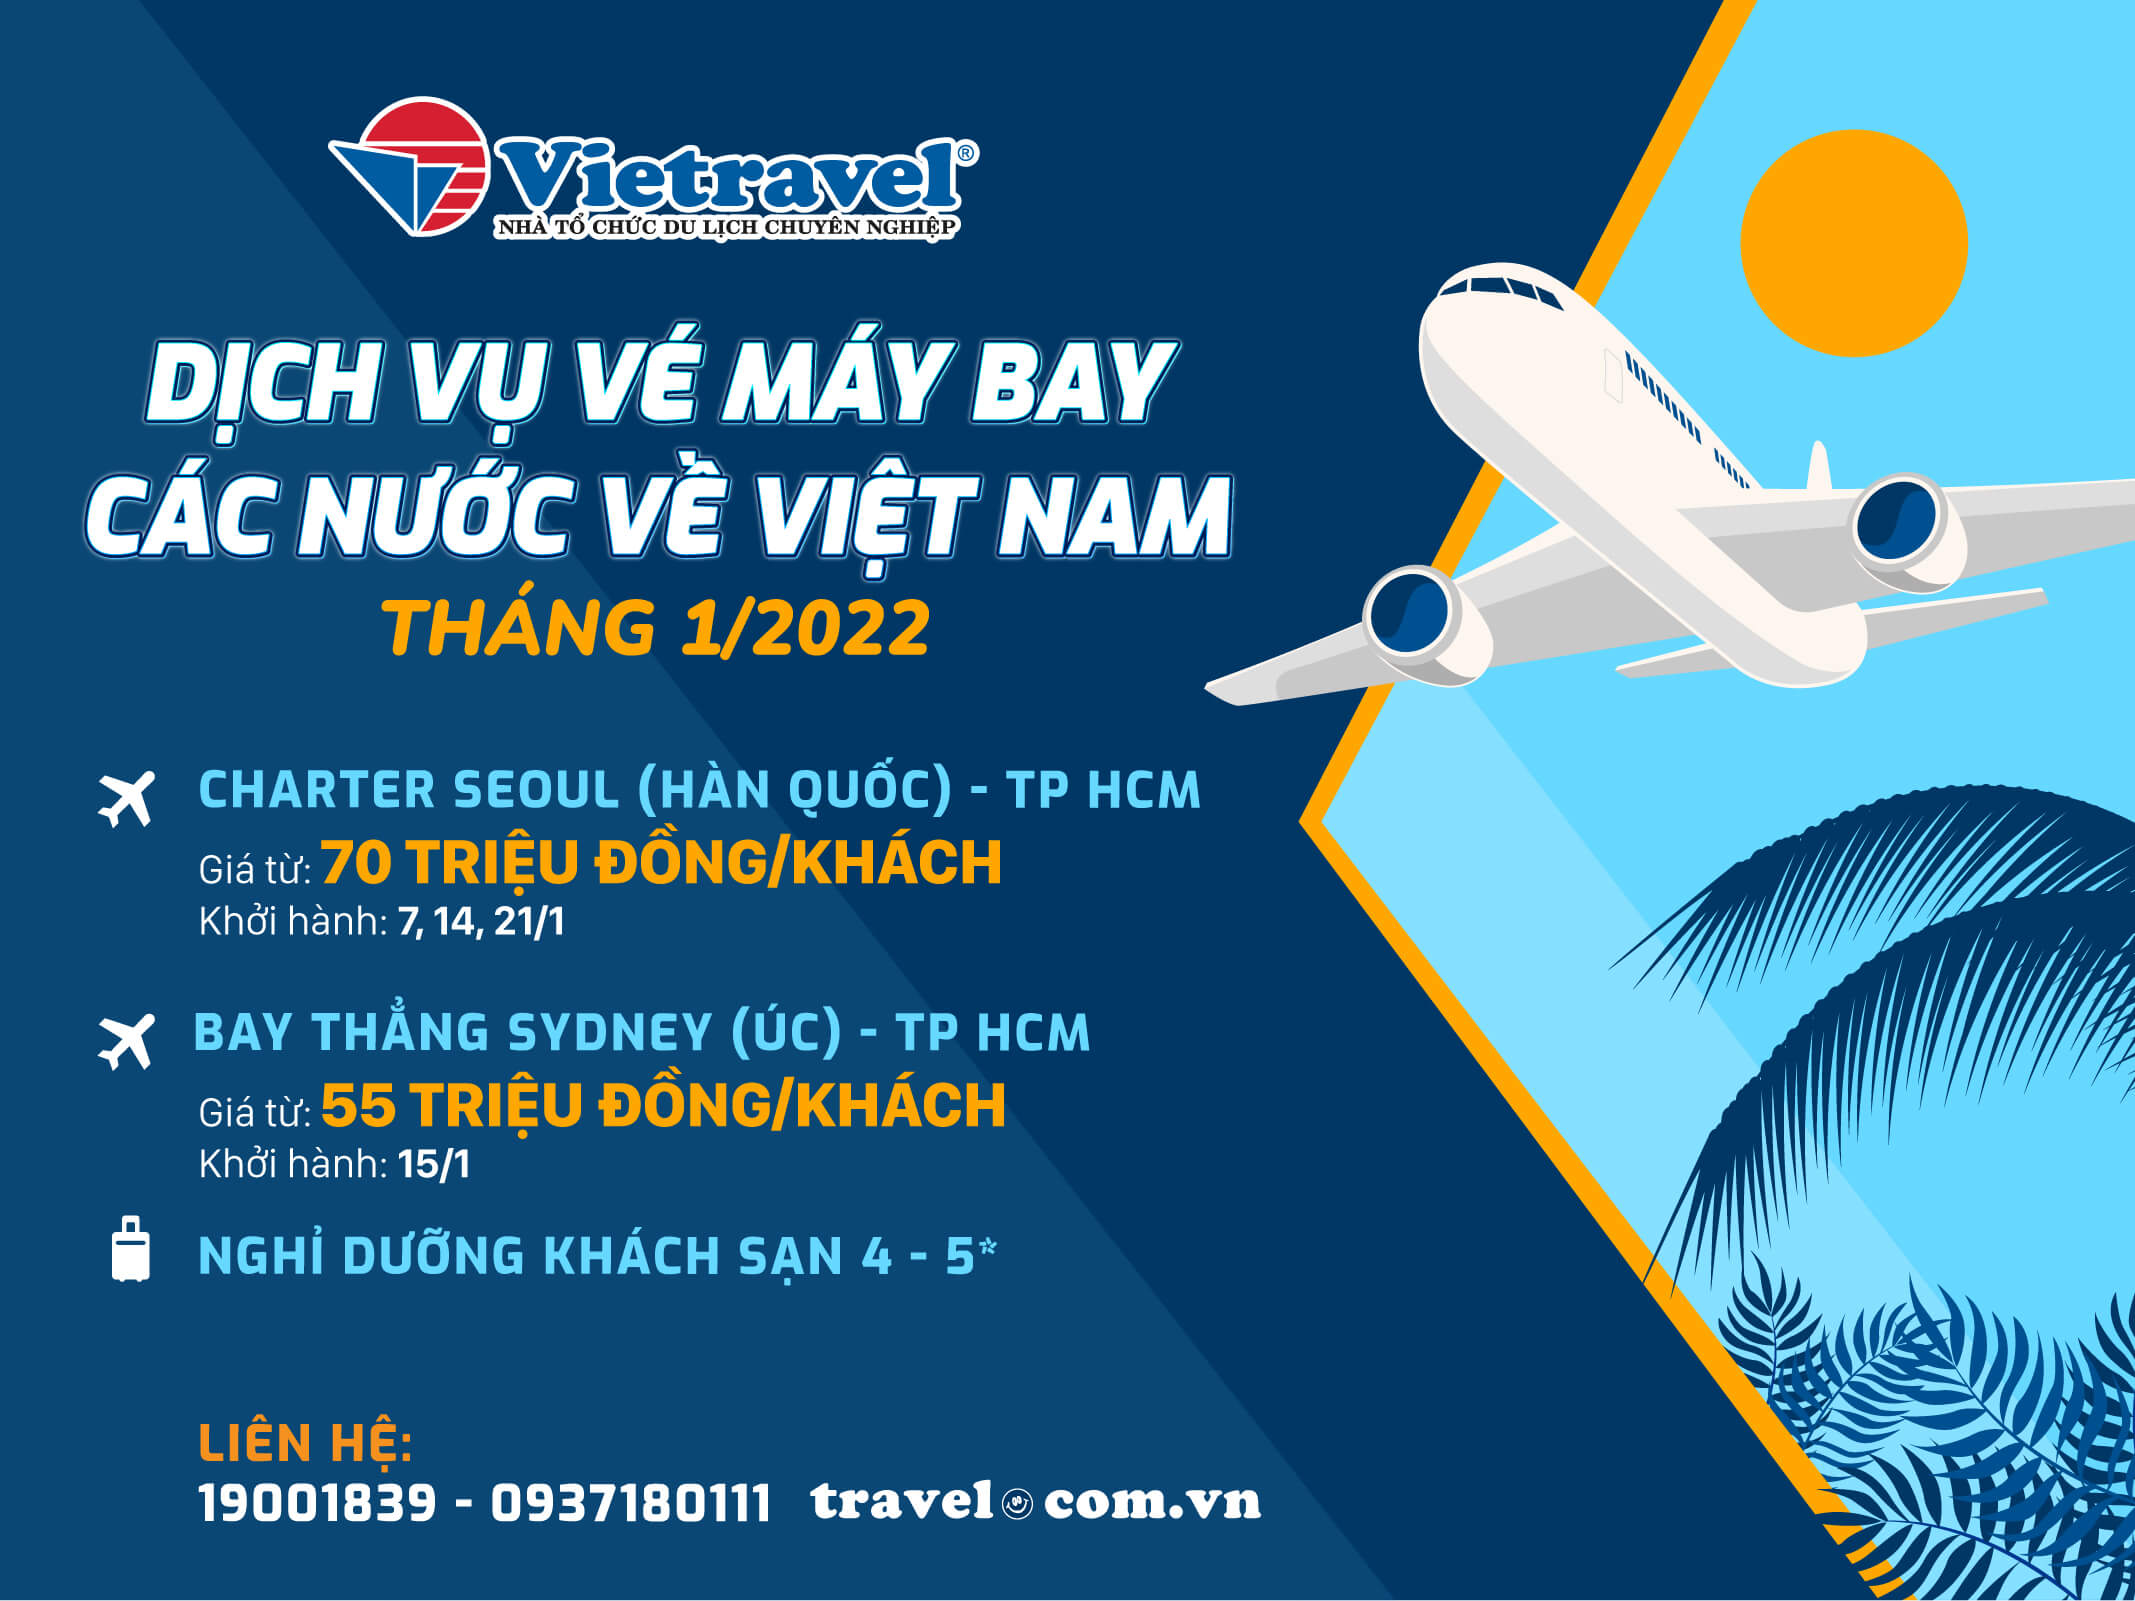 Vietravel®
NHÀ TỔ CHỨC DU LỊCH CHUYÊN NGHIỆP
DỊCH VỤ VÉ MÁY BAY
CÁC NƯỚC VỀ VIỆT NAM
THÁNG 1/2022
CHARTER SEOUL (HÀN QUỐC) - TP HCM
Giá từ: 70 TRIỆU ĐỒNG/KHÁCH
Khởi hành: 7, 14, 21/1
BAY THẲNG SYDNEY (ÚC) - TP HCM
Giá từ: 55 TRIỆU ĐỒNG/KHÁCH
Khởi hành: 15/1
NGHỈ DƯỠNG KHÁCH SẠN 4 - 5*
LIÊN HỆ:
19001839 - 0937180111 travel.com.vn